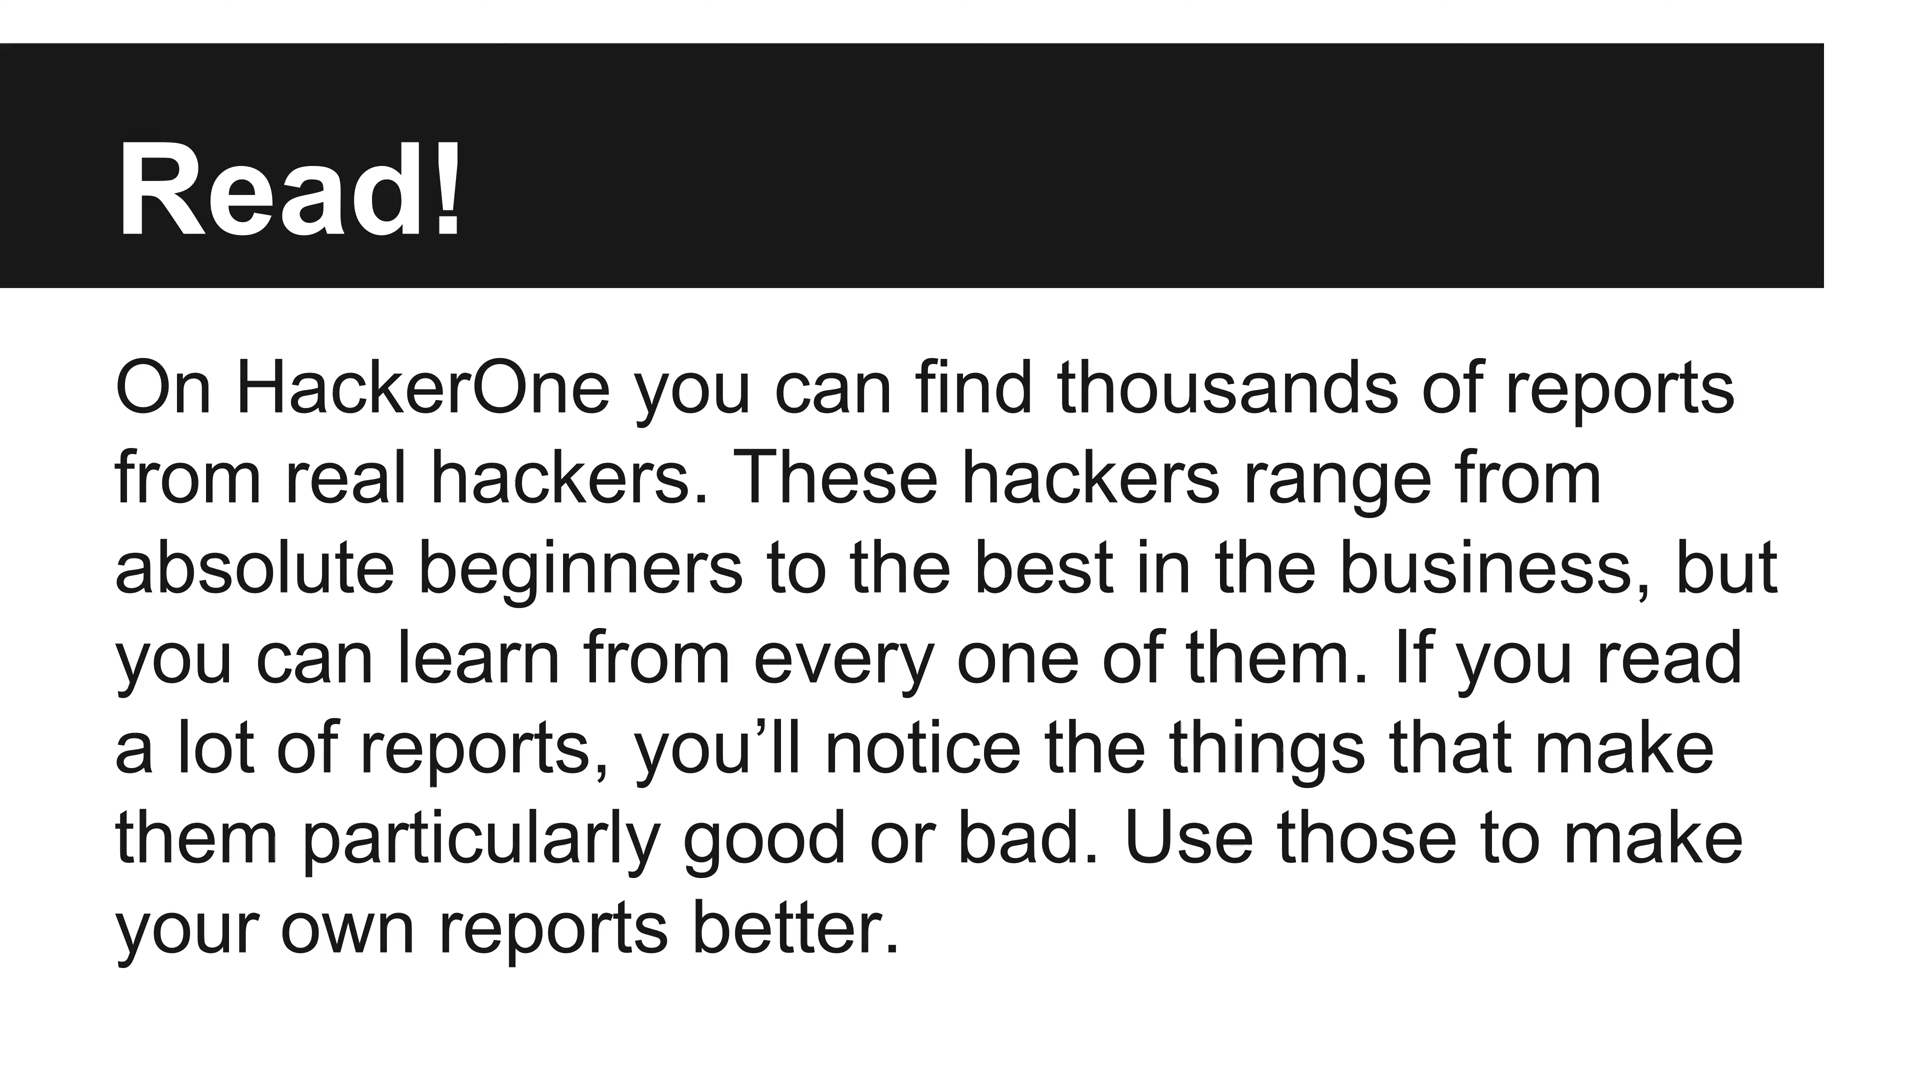 Read!
On HackerOne you can find thousands of reports
from real hackers. These hackers range from
absolute beginners to the best in the business, but
you can learn from every one of them. If you read
a lot of reports, you’ll notice the things that make
them particularly good or bad. Use those to make
your own reports better.